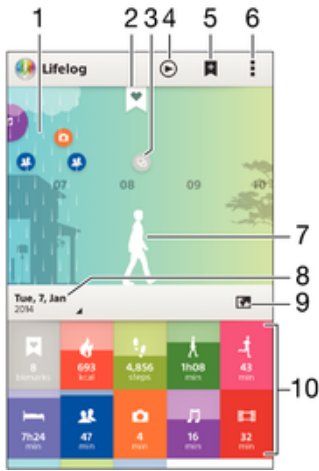 1 2 3 4 5 6
Lifelog
07 08 09 10
7
8
Tue, 7, Jan
2014
9
8 693 4,856 1h08 43
bkmarks kcal steps min min
10
7h24 47 4 16 32
min min min min min